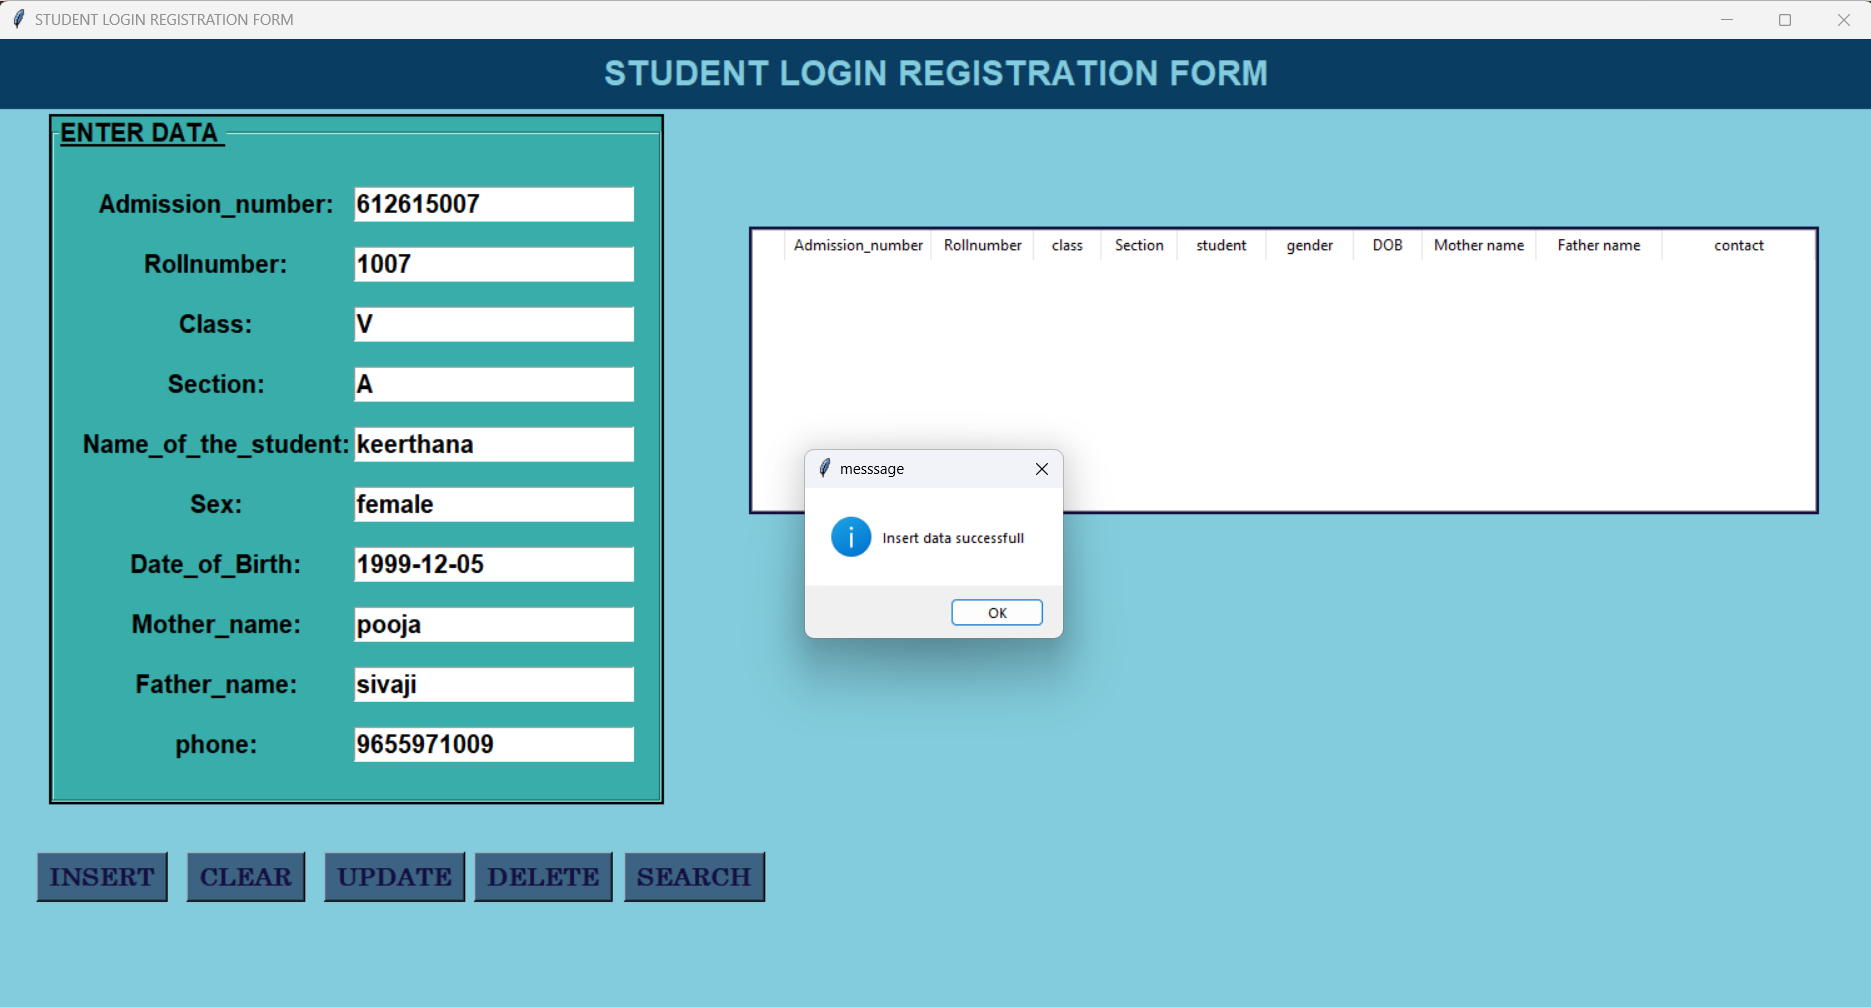 STUDENT LOGIN REGISTRATION FORM
STUDENT LOGIN REGISTRATION FORM
ENTER DATA
Admission_number: 612615007
Rollnumber: 1007
Class: V
Section: A
Name_of_the_student: keerthana
Sex: female
Date_of_Birth: 1999-12-05
Mother_name: pooja
Father_name: sivaji
phone: 9655971009
Admission_number Rollnumber class Section student gender DOB Mother name Father name contact
messsage
Insert data successfull
OK
INSERT CLEAR UPDATE DELETE SEARCH